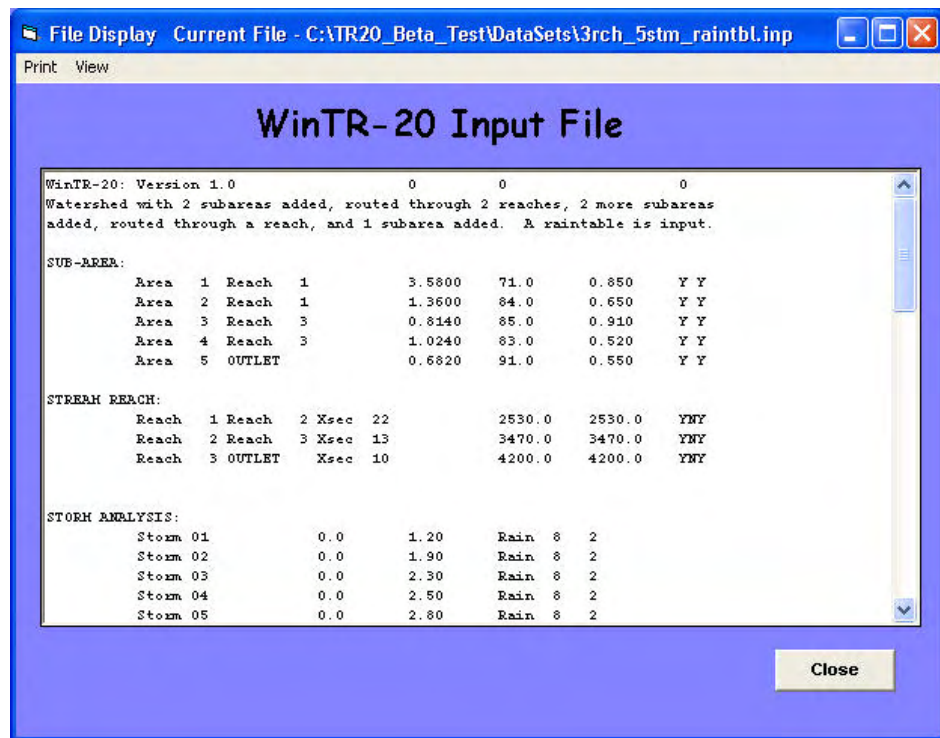 File Display Current File - C:\TR20_Beta_Test\DataSets\3rch_5stm_raintbl.inp
Print View
WinTR-20 Input File
WinTR-20: Version 1.0 0 0 0
Watershed with 2 subareas added, routed through 2 reaches, 2 more subareas
added, routed through a reach, and 1 subarea added. A raintable is input.
SUB-AREA:
Area 1 Reach 1 3.5800 71.0 0.850 Y Y
Area 2 Reach 1 1.3600 84.0 0.650 Y Y
Area 3 Reach 3 0.8140 85.0 0.910 Y Y
Area 4 Reach 3 1.0240 83.0 0.520 Y Y
Area 5 OUTLET 0.6820 91.0 0.550 Y Y
STREAM REACH:
Reach 1 Reach 2 Xsec 22 2530.0 2530.0 YNY
Reach 2 Reach 3 Xsec 13 3470.0 3470.0 YNY
Reach 3 OUTLET Xsec 10 4200.0 4200.0 YNY
STORM ANALYSIS:
Storm 01 0.0 1.20 Rain 8 2
Storm 02 0.0 1.90 Rain 8 2
Storm 03 0.0 2.30 Rain 8 2
Storm 04 0.0 2.50 Rain 8 2
Storm 05 0.0 2.80 Rain 8 2
Close